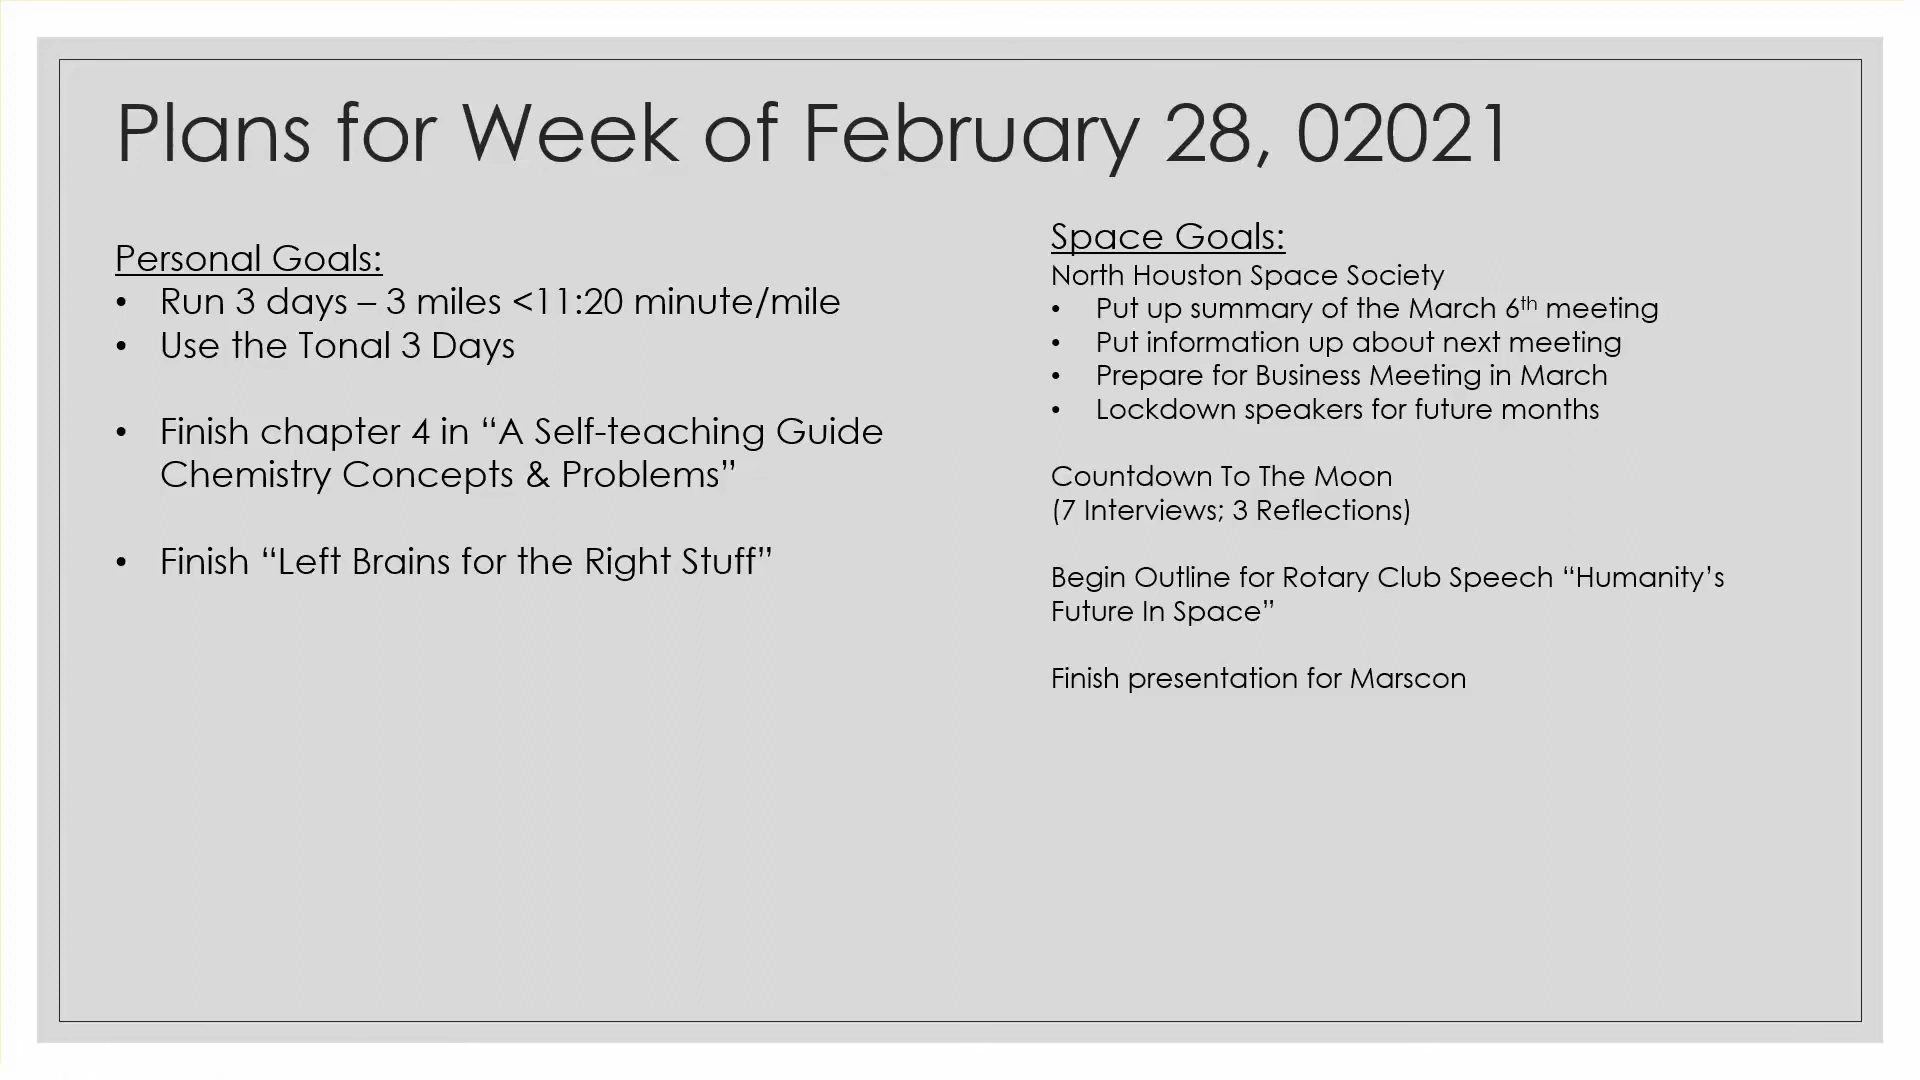 Plans for Week of February 28, 02021
Personal Goals:
• Run 3 days – 3 miles <11:20 minute/mile
• Use the Tonal 3 Days
• Finish chapter 4 in “A Self-teaching Guide
Chemistry Concepts & Problems”
• Finish “Left Brains for the Right Stuff”
Space Goals:
North Houston Space Society
• Put up summary of the March 6th meeting
• Put information up about next meeting
• Prepare for Business Meeting in March
• Lockdown speakers for future months
Countdown To The Moon
(7 Interviews; 3 Reflections)
Begin Outline for Rotary Club Speech “Humanity’s
Future In Space”
Finish presentation for Marscon